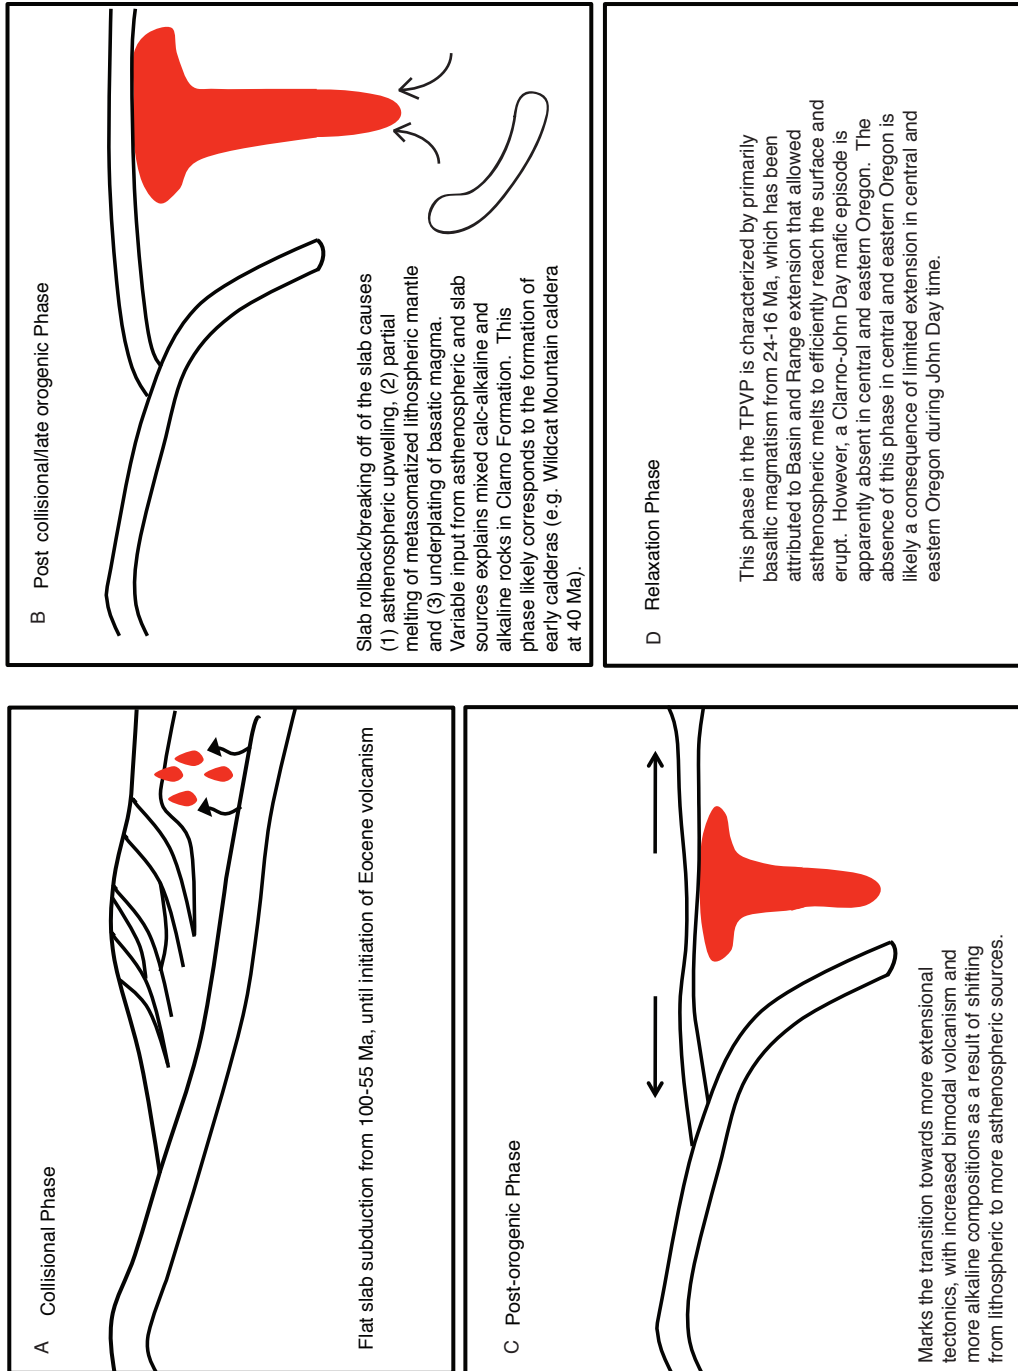 A Collisional Phase
Flat slab subduction from 100-55 Ma, until initiation of Eocene volcanism
B Post collisional/late orogenic Phase
Slab rollback/breaking off of the slab causes
(1) asthenospheric upwelling, (2) partial
melting of metasomatized lithospheric mantle
and (3) underplating of basatic magma.
Variable input from asthenospheric and slab
sources explains mixed calc-alkaline and
alkaline rocks in Clarno Formation. This
phase likely corresponds to the formation of
early calderas (e.g. Wildcat Mountain caldera
at 40 Ma).
C Post-orogenic Phase
Marks the transition towards more extensional
tectonics, with increased bimodal volcanism and
more alkaline compositions as a result of shifting
from lithospheric to more asthenospheric sources.
D Relaxation Phase
This phase in the TPVP is characterized by primarily
basaltic magmatism from 24-16 Ma, which has been
attributed to Basin and Range extension that allowed
asthenospheric melts to efficiently reach the surface and
erupt. However, a Clarno-John Day mafic episode is
apparently absent in central and eastern Oregon. The
absence of this phase in central and eastern Oregon is
likely a consequence of limited extension in central and
eastern Oregon during John Day time.